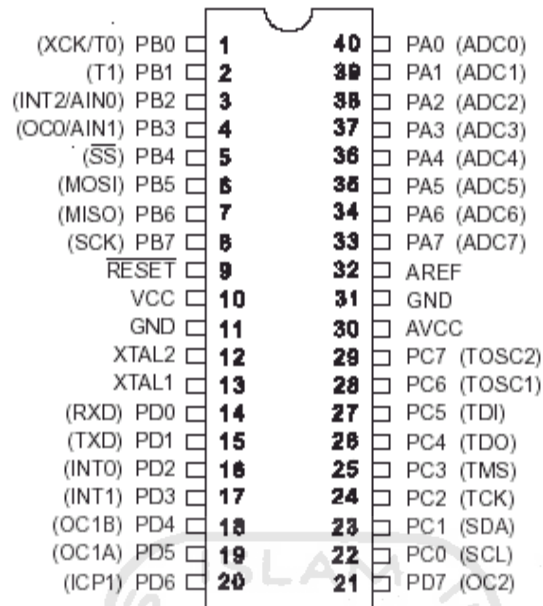 (XCK/T0) PB0 1 40 PA0 (ADC0)
(T1) PB1 2 39 PA1 (ADC1)
(INT2/AIN0) PB2 3 38 PA2 (ADC2)
(OC0/AIN1) PB3 4 37 PA3 (ADC3)
(SS) PB4 5 36 PA4 (ADC4)
(MOSI) PB5 6 35 PA5 (ADC5)
(MISO) PB6 7 34 PA6 (ADC6)
(SCK) PB7 8 33 PA7 (ADC7)
RESET 9 32 AREF
VCC 10 31 GND
GND 11 30 AVCC
XTAL2 12 29 PC7 (TOSC2)
XTAL1 13 28 PC6 (TOSC1)
(RXD) PD0 14 27 PC5 (TDI)
(TXD) PD1 15 26 PC4 (TDO)
(INT0) PD2 16 25 PC3 (TMS)
(INT1) PD3 17 24 PC2 (TCK)
(OC1B) PD4 18 23 PC1 (SDA)
(OC1A) PD5 19 22 PC0 (SCL)
(ICP1) PD6 20 21 PD7 (OC2)
ISLAM